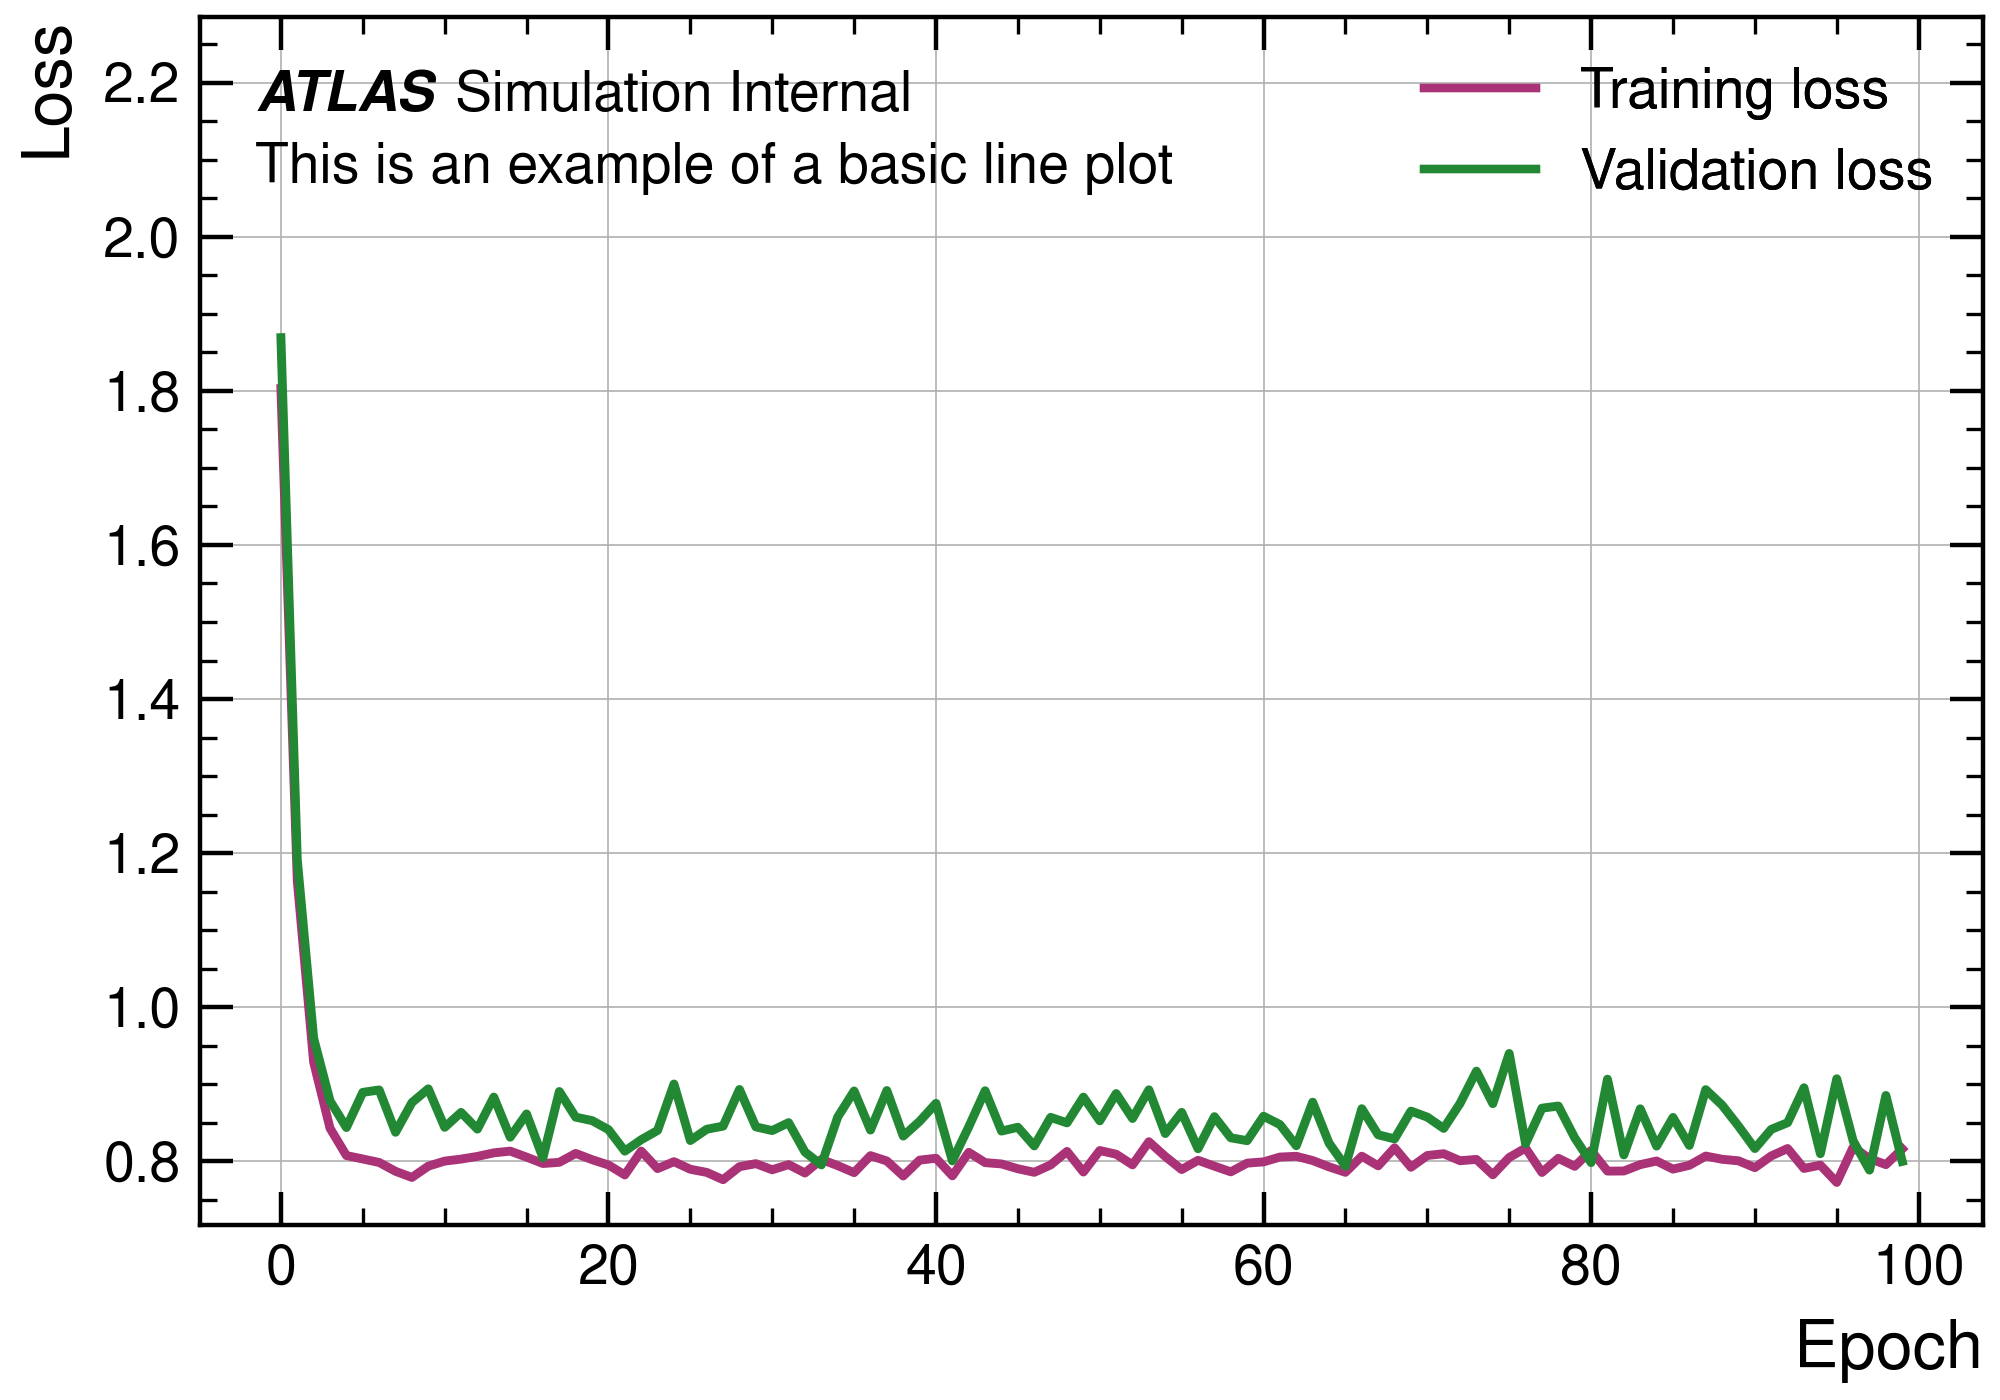 Loss
2.2
2.0
1.8
1.6
1.4
1.2
1.0
0.8
ATLAS Simulation Internal
This is an example of a basic line plot
Training loss
Validation loss
0 20 40 60 80 100
Epoch